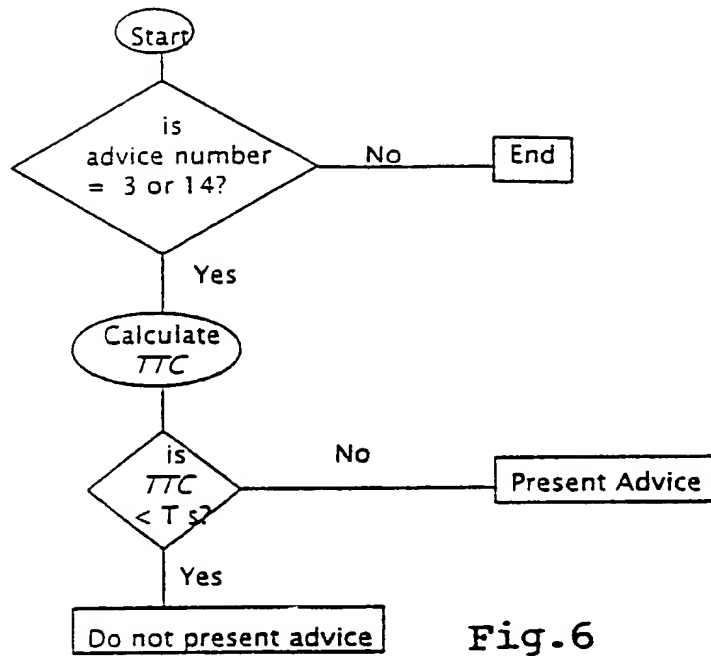 Start
is
advice number
= 3 or 14?
No
End
Yes
Calculate
TTC
is
TTC
< T s?
No
Present Advice
Yes
Do not present advice
Fig.6